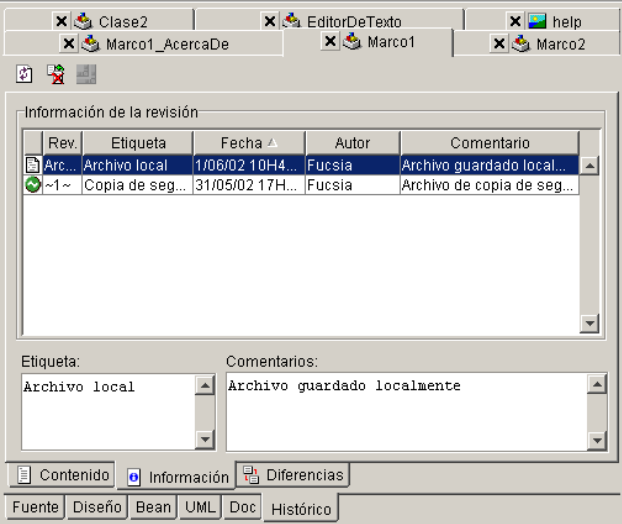 Clase2 EditorDeTexto help
Marco1_AcercaDe Marco1 Marco2
Información de la revisión
Rev. Etiqueta Fecha Autor Comentario
Arc... Archivo local 1/06/02 10H4... Fucsia Archivo guardado local...
~1~ Copia de seg... 31/05/02 17H... Fucsia Archivo de copia de seg...
Etiqueta: Comentarios:
Archivo local Archivo guardado localmente
Contenido Información Diferencias
Fuente Diseño Bean UML Doc Histórico